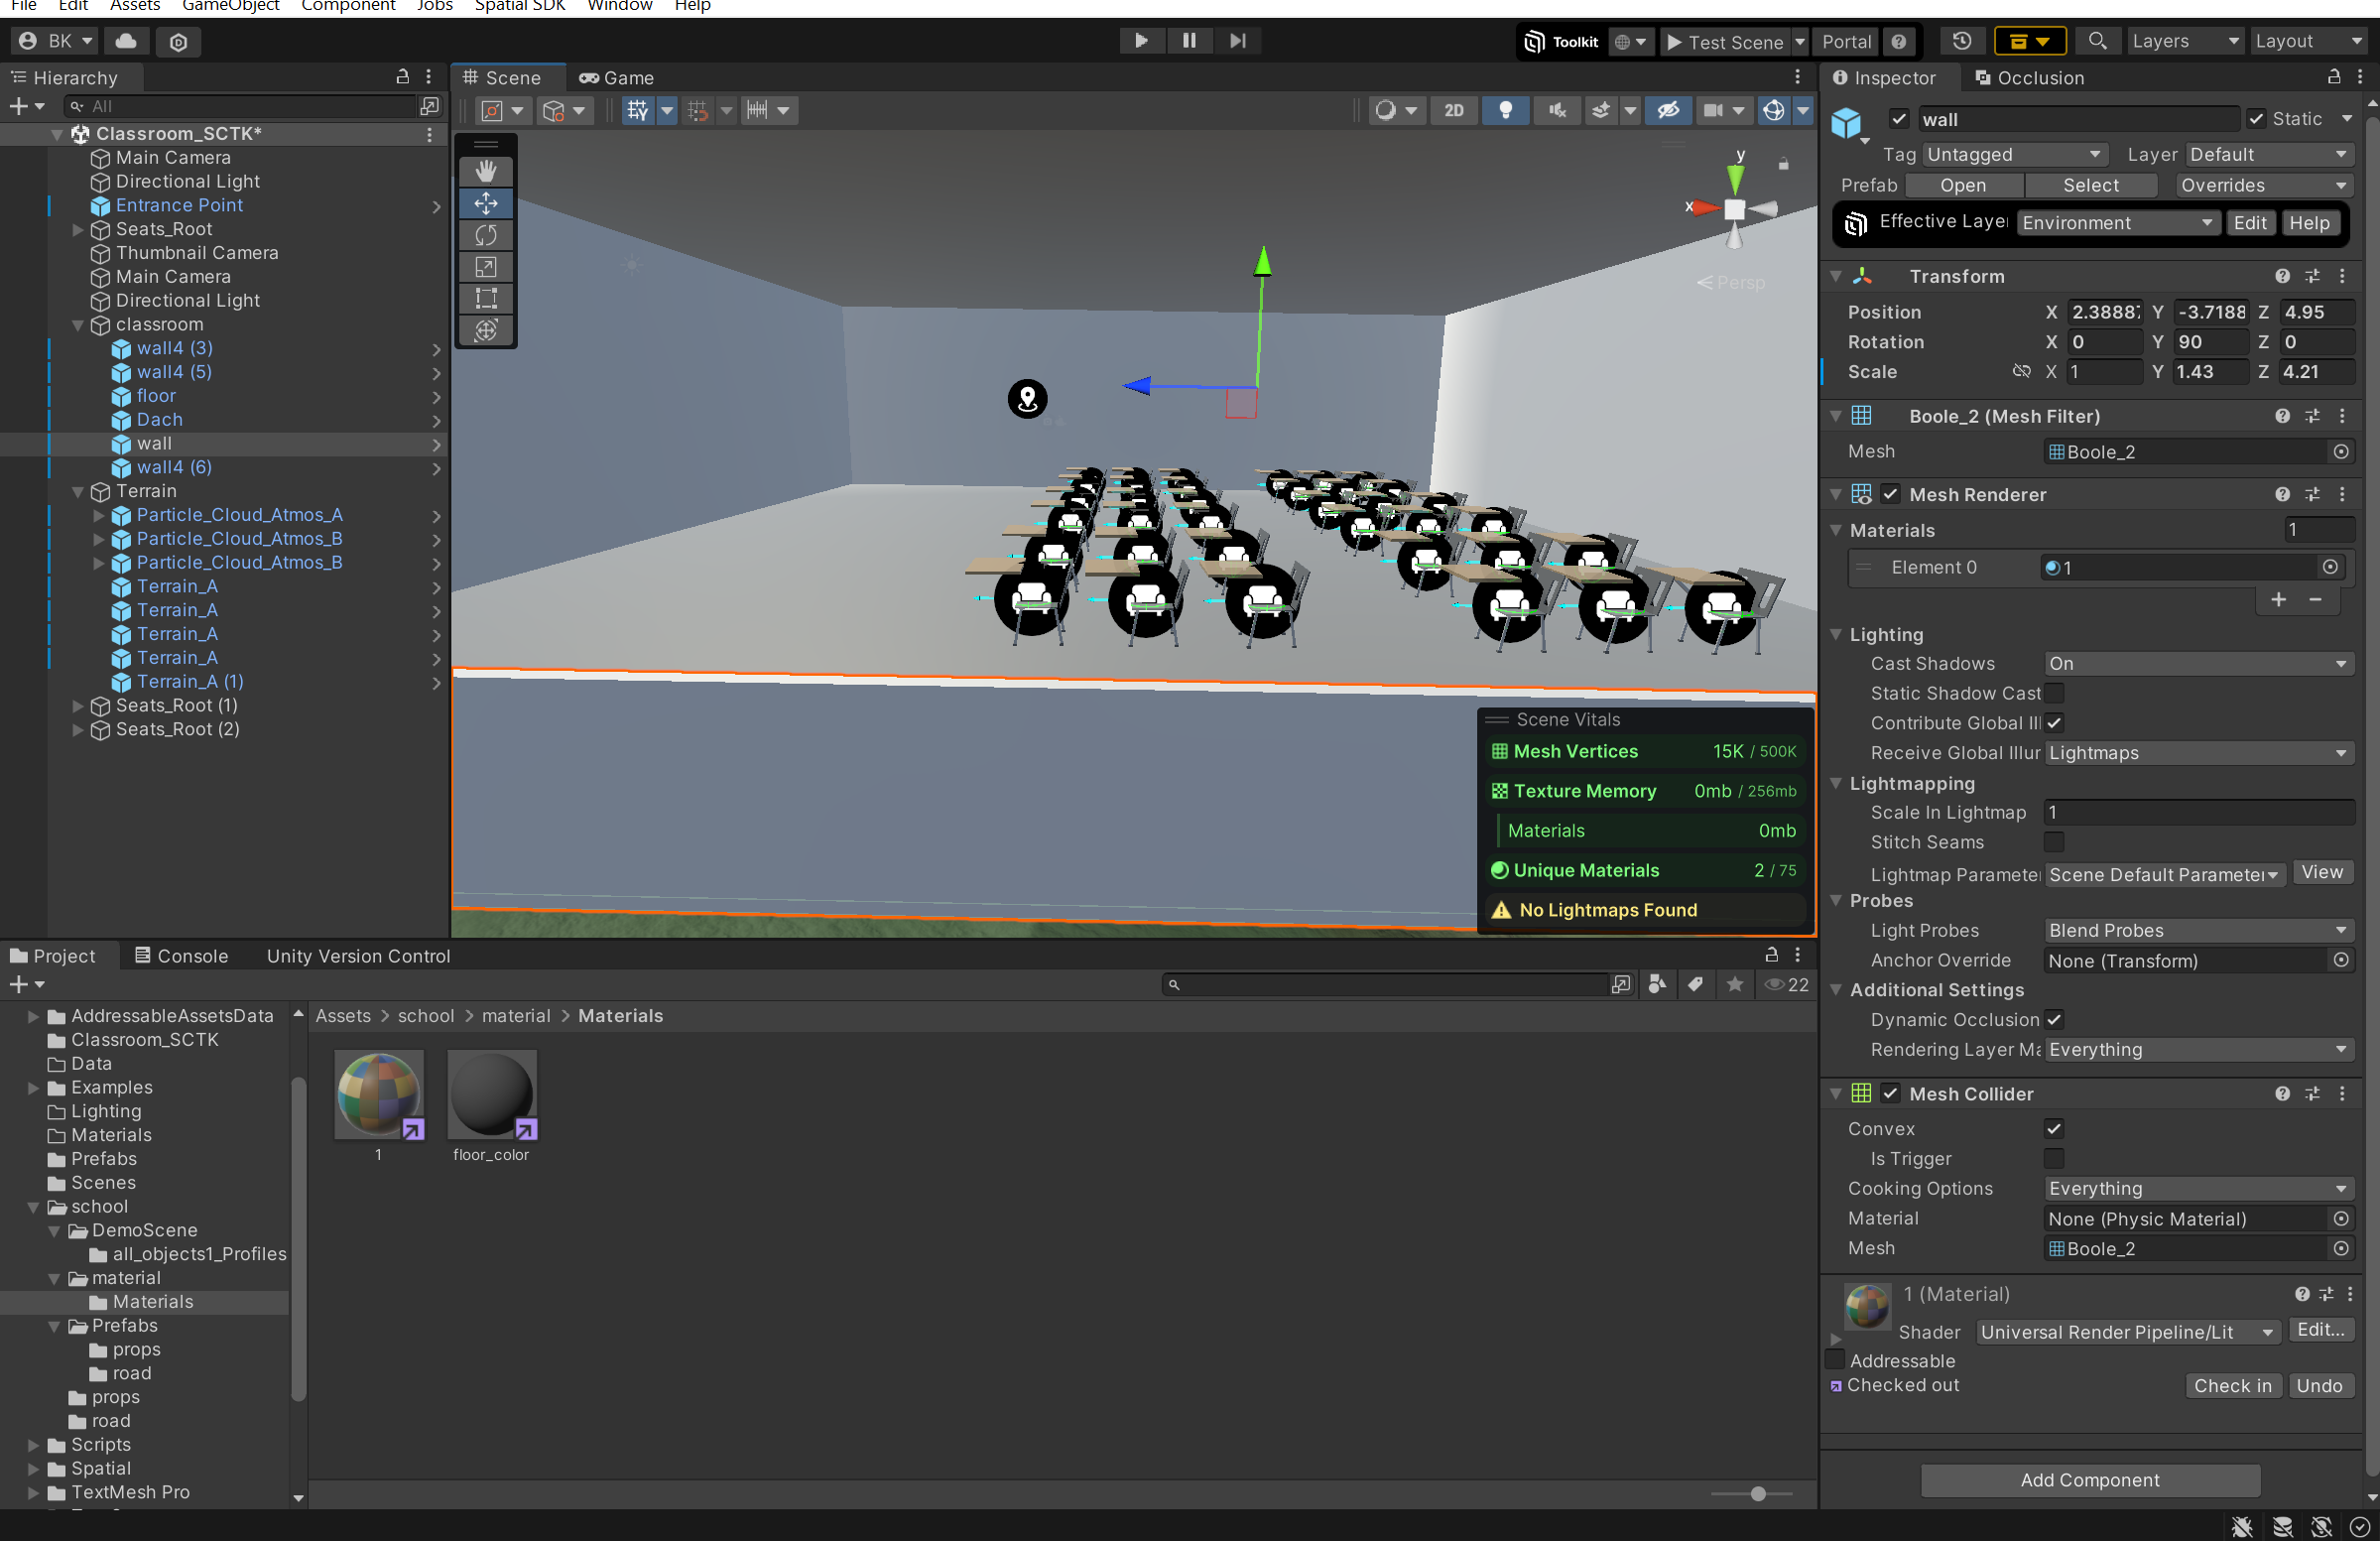 File Edit Assets GameObject Component Jobs Spatial SDK Window Help
BK
Toolkit
Test Scene
Portal
Layers
Layout
Hierarchy
All
Classroom_SCTK*
Main Camera
Directional Light
Entrance Point
Seats_Root
Thumbnail Camera
Main Camera
Directional Light
classroom
wall4 (3)
wall4 (5)
floor
Dach
wall
wall4 (6)
Terrain
Particle_Cloud_Atmos_A
Particle_Cloud_Atmos_B
Particle_Cloud_Atmos_B
Terrain_A
Terrain_A
Terrain_A
Terrain_A
Terrain_A (1)
Seats_Root (1)
Seats_Root (2)
Scene
Game
2D
y
x
Persp
Scene Vitals
Mesh Vertices 15K / 500K
Texture Memory 0mb / 256mb
Materials 0mb
Unique Materials 2 / 75
No Lightmaps Found
Inspector
Occlusion
wall
Static
Tag Untagged Layer Default
Prefab Open Select Overrides
Effective Layer Environment Edit Help
Transform
Position X 2.3888 Y -3.7188 Z 4.95
Rotation X 0 Y 90 Z 0
Scale X 1 Y 1.43 Z 4.21
Boole_2 (Mesh Filter)
Mesh Boole_2
Mesh Renderer
Materials 1
Element 0 1
+ −
Lighting
Cast Shadows On
Static Shadow Cast
Contribute Global Ill
Receive Global Illur Lightmaps
Lightmapping
Scale In Lightmap 1
Stitch Seams
Lightmap Parameter Scene Default Parameter View
Probes
Light Probes Blend Probes
Anchor Override None (Transform)
Additional Settings
Dynamic Occlusion
Rendering Layer Ma Everything
Mesh Collider
Convex
Is Trigger
Cooking Options Everything
Material None (Physic Material)
Mesh Boole_2
1 (Material)
Shader Universal Render Pipeline/Lit Edit...
Addressable
Checked out Check in Undo
Add Component
Project
Console
Unity Version Control
22
AddressableAssetsData
Classroom_SCTK
Data
Examples
Lighting
Materials
Prefabs
Scenes
school
DemoScene
all_objects1_Profiles
material
Materials
Prefabs
props
road
props
road
Scripts
Spatial
TextMesh Pro
Assets > school > material > Materials
1
floor_color